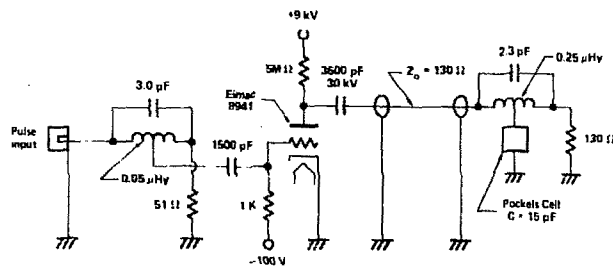 +9 kV
5M Ω
3600 pF
30 kV
Z₀ = 130 Ω
2.3 pF
0.25 μHy
3.0 pF
Eimac
8941
Pulse
input
1500 pF
130 Ω
0.05 μHy
51 Ω
1 K
Pockels Cell
C = 15 pF
-100 V